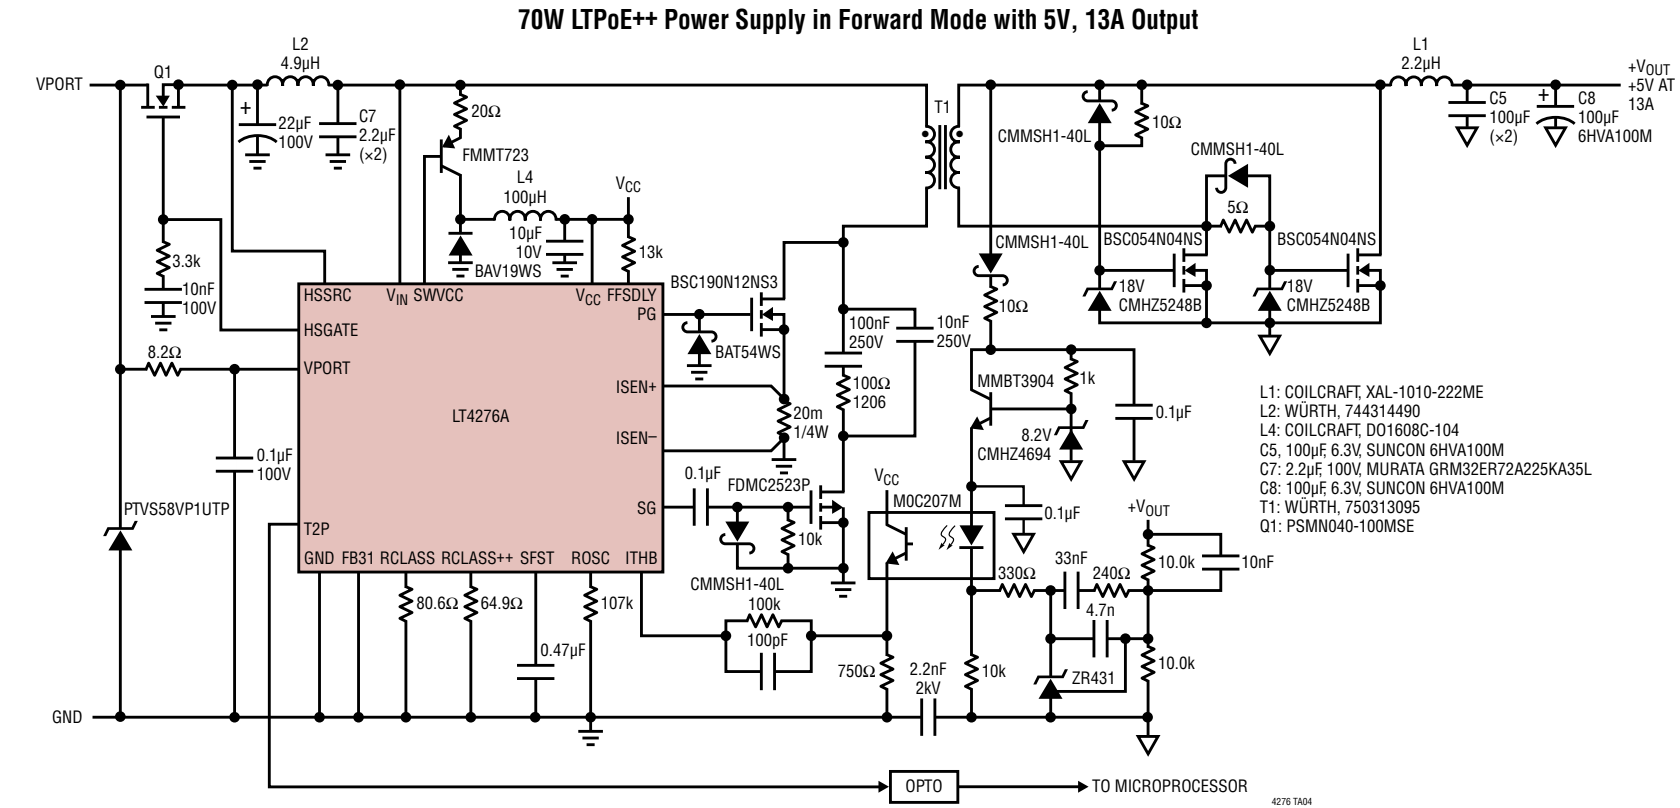 70W LTPoE++ Power Supply in Forward Mode with 5V, 13A Output
VPORT
Q1
L2
4.9µH
+
22µF
100V
C7
2.2µF
(×2)
20Ω
FMMT723
L4
100µH
10µF
10V
BAV19WS
VCC
13k
3.3k
10nF
100V
8.2Ω
0.1µF
100V
PTVS58VP1UTP
GND
HSSRC
VIN
SWVCC
VCC
FFSDLY
HSGATE
VPORT
PG
ISEN+
ISEN–
SG
LT4276A
T2P
GND
FB31
RCLASS
RCLASS++
SFST
ROSC
ITHB
80.6Ω
64.9Ω
0.47µF
107k
BSC190N12NS3
BAT54WS
20m
1/4W
100nF
250V
10nF
250V
100Ω
1206
0.1µF
FDMC2523P
10k
CMMSH1-40L
100k
100pF
VCC
M0C207M
750Ω
2.2nF
2kV
10k
T1
CMMSH1-40L
10Ω
CMMSH1-40L
10Ω
CMMSH1-40L
5Ω
BSC054N04NS
BSC054N04NS
18V
CMHZ5248B
18V
CMHZ5248B
L1
2.2µH
C5
100µF
(×2)
+
C8
100µF
6HVA100M
+VOUT
+5V AT
13A
MMBT3904
1k
8.2V
CMHZ4694
0.1µF
0.1µF
+VOUT
33nF
330Ω
240Ω
4.7n
10.0k
10nF
10.0k
ZR431
L1: COILCRAFT, XAL-1010-222ME
L2: WÜRTH, 744314490
L4: COILCRAFT, DO1608C-104
C5, 100µF, 6.3V, SUNCON 6HVA100M
C7: 2.2µF, 100V, MURATA GRM32ER72A225KA35L
C8: 100µF, 6.3V, SUNCON 6HVA100M
T1: WÜRTH, 750313095
Q1: PSMN040-100MSE
OPTO
TO MICROPROCESSOR
4276 TA04